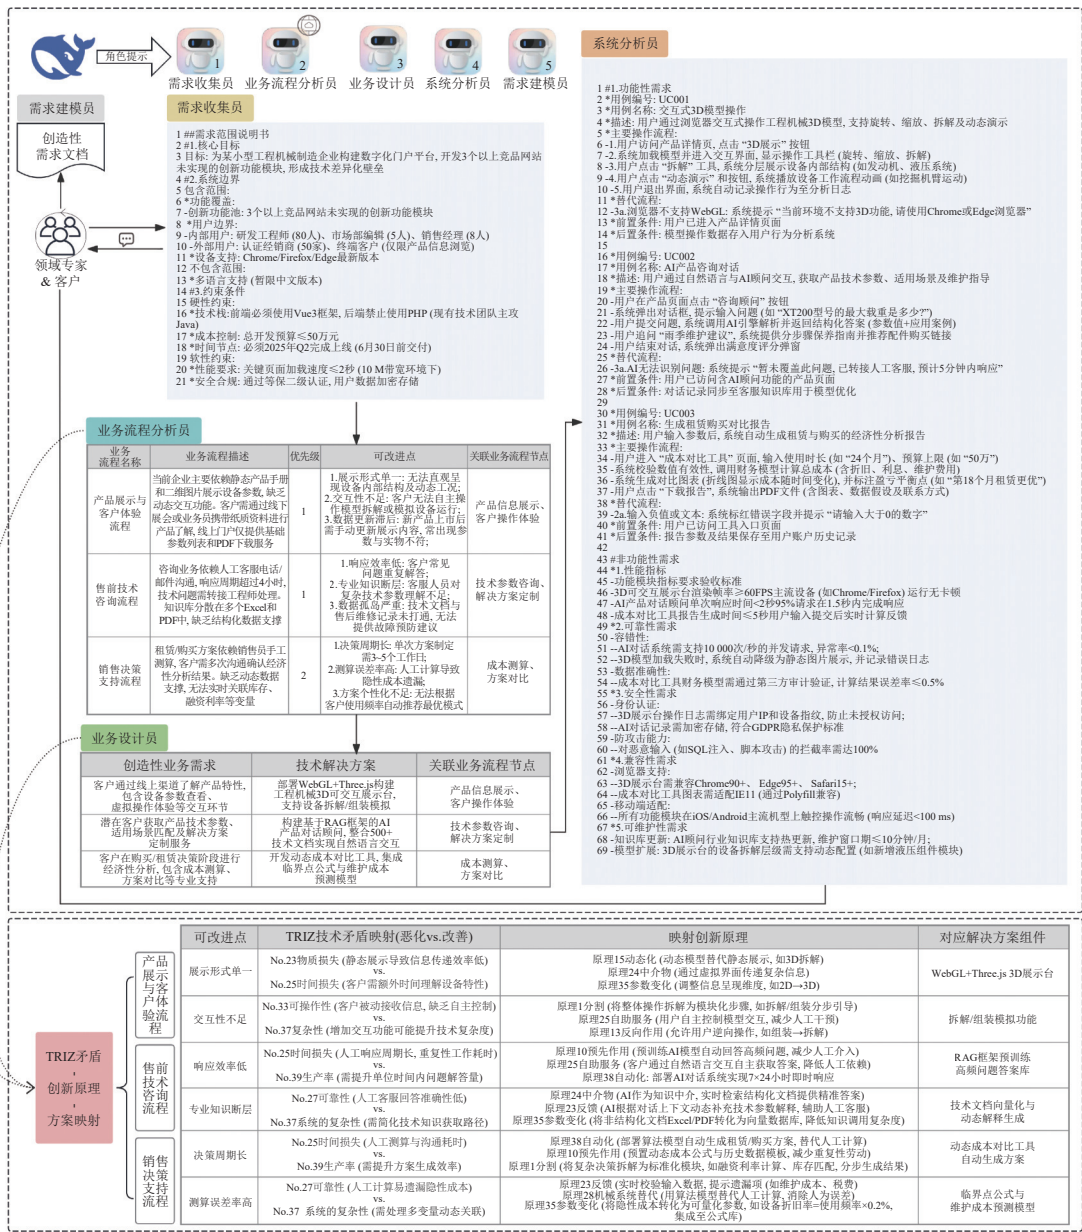 角色提示
1
需求收集员
2
业务流程分析员
3
业务设计员
4
系统分析员
5
需求建模员
需求建模员
创造性
需求文档
领域专家
& 客户
需求收集员
1 ##需求范围说明书
2 #1.核心目标
3 目标: 为某小型工程机械制造企业构建数字化门户平台, 开发3个以上竞品网站
未实现的创新功能模块, 形成技术差异化壁垒
4 #2.系统边界
5 包含范围:
6 *功能覆盖:
7 -创新功能池: 3个以上竞品网站未实现的创新功能模块
8 *用户边界:
9 -内部用户: 研发工程师 (80人)、市场部编辑 (5人)、销售经理 (8人)
10 -外部用户: 认证经销商 (50家)、终端客户 (仅限产品信息浏览)
11 *设备支持: Chrome/Firefox/Edge最新版本
12 不包含范围:
13 *多语言支持 (暂限中文版本)
14 #3.约束条件
15 硬性约束:
16 *技术栈:前端必须使用Vue3框架, 后端禁止使用PHP (现有技术团队主攻
Java)
17 *成本控制: 总开发预算≤50万元
18 *时间节点: 必须2025年Q2完成上线 (6月30日前交付)
19 软性约束:
20 *性能要求: 关键页面加载速度≤2秒 (10 M带宽环境下)
21 *安全合规: 通过等保二级认证, 用户数据加密存储
业务流程分析员
业务
流程名称
业务流程描述
优先级
可改进点
关联业务流程节点
产品展示与
客户体验
流程
当前企业主要依赖静态产品手册
和二维图片展示设备参数, 缺乏
动态交互功能。客户需通过线下
展会或业务员携带纸质资料进行
产品了解, 线上门户仅提供基础
参数列表和PDF下载服务
1
1.展示形式单一: 无法直观呈
现设备内部结构及动态工况;
2.交互性不足: 客户无法自主操
作模型拆解或模拟设备运行;
3.数据更新滞后: 新产品上市后
需手动更新展示内容, 常出现参
数与实物不符;
产品信息展示、
客户操作体验
售前技术
咨询流程
咨询业务依赖人工客服电话/
邮件沟通, 响应周期超过4小时,
技术问题需转接工程师处理。
知识库分散在多个Excel和
PDF中, 缺乏结构化数据支撑
1
1.响应效率低: 客户常见
问题重复解答;
2.专业知识断层: 客服人员对
复杂技术参数理解不足;
3.数据孤岛严重: 技术文档与
售后维修记录未打通, 无法
提供故障预防建议
技术参数咨询、
解决方案定制
销售决策
支持流程
租赁/购买方案依赖销售员手工
测算, 客户需多次沟通确认经济
性分析结果。缺乏动态数据
支撑, 无法实时关联库存、
融资利率等变量
2
1.决策周期长: 单次方案制定
需3~5个工作日;
2.测算误差率高: 人工计算导致
隐性成本遗漏;
3.方案个性化不足: 无法根据
客户使用频率自动推荐最优模式
成本测算、
方案对比
业务设计员
创造性业务需求
技术解决方案
关联业务流程节点
客户通过线上渠道了解产品特性,
包含设备参数查看、
虚拟操作体验等交互环节
部署WebGL+Three.js构建
工程机械3D可交互展示台,
支持设备拆解/组装模拟
产品信息展示、
客户操作体验
潜在客户获取产品技术参数、
适用场景匹配及解决方案
定制服务
构建基于RAG框架的AI
产品对话顾问, 整合500+
技术文档实现自然语言交互
技术参数咨询、
解决方案定制
客户在购买/租赁决策阶段进行
经济性分析, 包含成本测算、
方案对比等专业支持
开发动态成本对比工具, 集成
临界点公式与维护成本
预测模型
成本测算、
方案对比
系统分析员
1 #1.功能性需求
2 *用例编号: UC001
3 *用例名称: 交互式3D模型操作
4 *描述: 用户通过浏览器交互式操作工程机械3D模型, 支持旋转、缩放、拆解及动态演示
5 *主要操作流程:
6 -1.用户访问产品详情页, 点击 “3D展示” 按钮
7 -2.系统加载模型并进入交互界面, 显示操作工具栏 (旋转、缩放、拆解)
8 -3.用户点击 “拆解” 工具, 系统分层展示设备内部结构 (如发动机、液压系统)
9 -4.用户点击 “动态演示” 和按钮, 系统播放设备工作流程动画 (如挖掘机臂运动)
10 -5.用户退出界面, 系统自动记录操作行为至分析日志
11 *替代流程:
12 -3a.浏览器不支持WebGL: 系统提示 “当前环境不支持3D功能, 请使用Chrome或Edge浏览器”
13 *前置条件: 用户已进入产品详情页面
14 *后置条件: 模型操作数据存入用户行为分析系统
15
16 *用例编号: UC002
17 *用例名称: AI产品咨询对话
18 *描述: 用户通过自然语言与AI顾问交互, 获取产品技术参数、适用场景及维护指导
19 *主要操作流程:
20 -用户在产品页面点击 “咨询顾问” 按钮
21 -系统弹出对话框, 提示输入问题 (如 “XT200型号的最大载重是多少?”)
22 -用户提交问题, 系统调用AI引擎解析并返回结构化答案 (参数值+应用案例)
23 -用户追问 “雨季维护建议”, 系统提供分步骤保养指南并推荐配件购买链接
24 -用户结束对话, 系统弹出满意度评分弹窗
25 *替代流程:
26 -3a.AI无法识别问题: 系统提示 “暂未覆盖此问题, 已转接人工客服, 预计5分钟内响应”
27 *前置条件: 用户已访问含AI顾问功能的产品页面
28 *后置条件: 对话记录同步至客服知识库用于模型优化
29
30 *用例编号: UC003
31 *用例名称: 生成租赁购买对比报告
32 *描述: 用户输入参数后, 系统自动生成租赁与购买的经济性分析报告
33 *主要操作流程:
34 -用户进入 “成本对比工具” 页面, 输入使用时长 (如 “24个月”)、预算上限 (如 “50万”)
35 -系统校验数值有效性, 调用财务模型计算总成本 (含折旧、利息、维护费用)
36 -系统生成对比图表 (折线图显示成本随时间变化), 并标注盈亏平衡点 (如 “第18个月租赁更优”)
37 -用户点击 “下载报告”, 系统输出PDF文件 (含图表、数据假设及联系方式)
38 *替代流程:
39 -2a.输入负值或文本: 系统标红错误字段并提示 “请输入大于0的数字”
40 *前置条件: 用户已访问工具入口页面
41 *后置条件: 报告参数及结果保存至用户账户历史记录
42
43 #非功能性需求
44 *1.性能指标
45 -功能模块指标要求验收标准
46 -3D可交互展示台渲染帧率≥60FPS主流设备 (如Chrome/Firefox) 运行无卡顿
47 -AI产品对话顾问单次响应时间<2秒95%请求在1.5秒内完成响应
48 -成本对比工具报告生成时间≤5秒用户输入提交后实时计算反馈
49 *2.可靠性需求
50 -容错性:
51 --AI对话系统需支持10 000次/秒的并发请求, 异常率<0.1%;
52 --3D模型加载失败时, 系统自动降级为静态图片展示, 并记录错误日志
53 -数据准确性:
54 --成本对比工具财务模型需通过第三方审计验证, 计算结果误差率≤0.5%
55 *3.安全性需求
56 -身份认证:
57 --3D展示台操作日志需绑定用户IP和设备指纹, 防止未授权访问;
58 --AI对话记录需加密存储, 符合GDPR隐私保护标准
59 -防攻击能力:
60 --对恶意输入 (如SQL注入、脚本攻击) 的拦截率需达100%
61 *4.兼容性需求
62 -浏览器支持:
63 --3D展示台需兼容Chrome90+、Edge95+、Safari15+;
64 --成本对比工具图表需适配IE11 (通过Polyfill兼容)
65 -移动端适配:
66 --所有功能模块在iOS/Android主流机型上触控操作流畅 (响应延迟<100 ms)
67 *5.可维护性需求
68 -知识库更新: AI顾问行业知识库支持热更新, 维护窗口期≤10分钟/月;
69 -模型扩展: 3D展示台的设备拆解层级需支持动态配置 (如新增液压组件模块)
TRIZ矛盾
-
创新原理
-
方案映射
可改进点
TRIZ技术矛盾映射(恶化vs.改善)
映射创新原理
对应解决方案组件
产品
展示
与客
户体
验流
程
展示形式单一
No.23物质损失 (静态展示导致信息传递效率低)
vs.
No.25时间损失 (客户需额外时间理解设备特性)
原理15动态化 (动态模型替代静态展示, 如3D拆解)
原理24中介物 (通过虚拟界面传递复杂信息)
原理35参数变化 (调整信息呈现维度, 如2D→3D)
WebGL+Three.js 3D展示台
交互性不足
No.33可操作性 (客户被动接收信息, 缺乏自主控制)
vs.
No.37复杂性 (增加交互功能可能提升技术复杂度)
原理1分割 (将整体操作拆解为模块化步骤, 如拆解/组装分步引导)
原理25自助服务 (用户自主控制模型交互, 减少人工干预)
原理13反向作用 (允许用户逆向操作, 如组装→拆解)
拆解/组装模拟功能
售前
技术
咨询
流程
响应效率低
No.25时间损失 (人工响应周期长, 重复性工作耗时)
vs.
No.39生产率 (需提升单位时间内问题解答量)
原理10预先作用 (预训练AI模型自动回答高频问题, 减少人工介入)
原理25自助服务 (客户通过自然语言交互自主获取答案, 降低人工依赖)
原理38自动化: 部署AI对话系统实现7×24小时即时响应
RAG框架预训练
高频问题答案库
专业知识断层
No.27可靠性 (人工客服回答准确性低)
vs.
No.37系统的复杂性 (需简化技术知识获取路径)
原理24中介物 (AI作为知识中介, 实时检索结构化文档提供精准答案)
原理23反馈 (AI根据对话上下文动态补充技术参数解释, 辅助人工客服)
原理35参数变化 (将非结构化文档Excel/PDF转化为向量数据库, 降低知识调用复杂度)
技术文档向量化与
动态解释生成
销售
决策
支持
流程
决策周期长
No.25时间损失 (人工测算与沟通耗时)
vs.
No.39生产率 (需提升方案生成效率)
原理38自动化 (部署算法模型自动生成租赁/购买方案, 替代人工计算)
原理10预先作用 (预置动态成本公式与历史数据模板, 减少重复性劳动)
原理1分割 (将复杂决策拆解为标准化模块, 如融资利率计算、库存匹配, 分步生成结果)
动态成本对比工具
自动生成方案
测算误差率高
No.27可靠性 (人工计算易遗漏隐性成本)
vs.
No.37 系统的复杂性 (需处理多变量动态关联)
原理23反馈 (实时检校输入数据, 提示遗漏项 (如维护成本、税费)
原理28机械系统替代 (用算法模型替代人工计算, 消除人为误差)
原理35参数变化 (将隐性成本转化为可量化参数, 如设备折旧率=使用频率×0.2%,
集成至公式库)
临界点公式与
维护成本预测模型